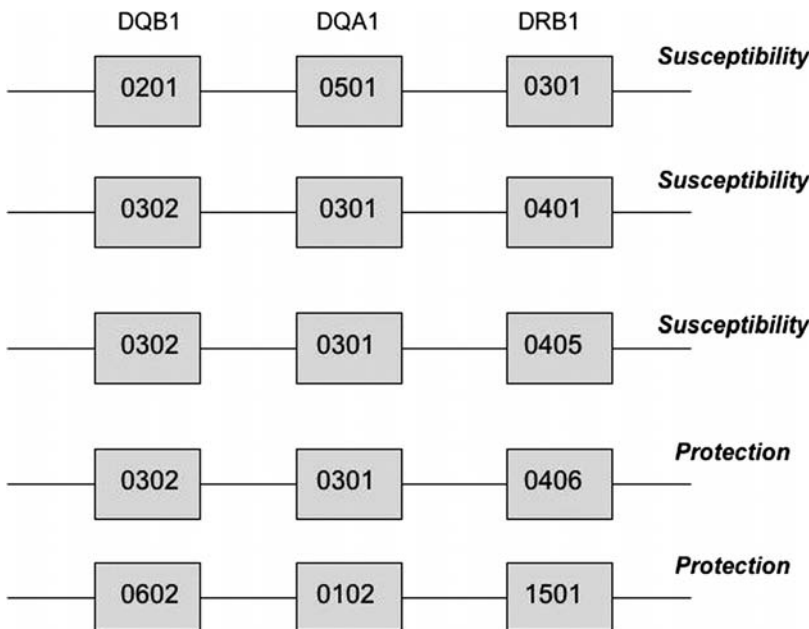 DQB1 DQA1 DRB1
Susceptibility
0201 0501 0301
Susceptibility
0302 0301 0401
Susceptibility
0302 0301 0405
Protection
0302 0301 0406
Protection
0602 0102 1501